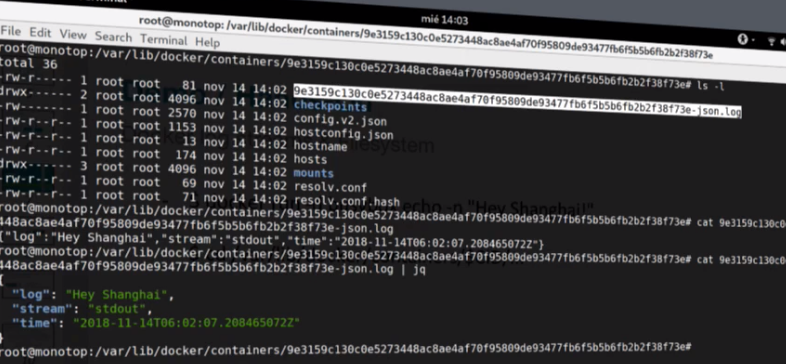 mié 14:03
root@monotop: /var/lib/docker/containers/9e3159c130c0e5273448ac8ae4af70f95809de93477fb6f5b5b6fb2b2f38f73e
File Edit View Search Terminal Help
root@monotop:/var/lib/docker/containers/9e3159c130c0e5273448ac8ae4af70f95809de93477fb6f5b5b6fb2b2f38f73e# ls -l
total 36
-rw-r----- 1 root root 81 nov 14 14:02 9e3159c130c0e5273448ac8ae4af70f95809de93477fb6f5b5b6fb2b2f38f73e-json.log
drwx------ 2 root root 4096 nov 14 14:02 checkpoints
-rw------- 1 root root 2570 nov 14 14:02 config.v2.json
-rw-r--r-- 1 root root 1153 nov 14 14:02 hostconfig.json
-rw-r--r-- 1 root root 13 nov 14 14:02 hostname
-rw-r--r-- 1 root root 174 nov 14 14:02 hosts
drwx------ 3 root root 4096 nov 14 14:02 mounts
-rw-r--r-- 1 root root 69 nov 14 14:02 resolv.conf
-rw-r--r-- 1 root root 71 nov 14 14:02 resolv.conf.hash
root@monotop:/var/lib/docker/containers/9e3159c130c0e5273448ac8ae4af70f95809de93477fb6f5b5b6fb2b2f38f73e# cat 9e3159c130c0
448ac8ae4af70f95809de93477fb6f5b5b6fb2b2f38f73e-json.log
{"log":"Hey Shanghai","stream":"stdout","time":"2018-11-14T06:02:07.208465072Z"}
root@monotop:/var/lib/docker/containers/9e3159c130c0e5273448ac8ae4af70f95809de93477fb6f5b5b6fb2b2f38f73e# cat 9e3159c130c0
448ac8ae4af70f95809de93477fb6f5b5b6fb2b2f38f73e-json.log | jq
{
"log": "Hey Shanghai",
"stream": "stdout",
"time": "2018-11-14T06:02:07.208465072Z"
}
root@monotop:/var/lib/docker/containers/9e3159c130c0e5273448ac8ae4af70f95809de93477fb6f5b5b6fb2b2f38f73e#